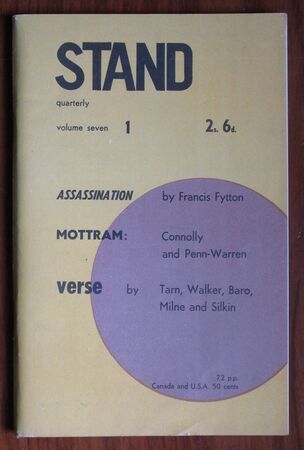 STAND
quarterly
volume seven 1 2s. 6d.
ASSASSINATION by Francis Fytton
MOTTRAM: Connolly
and Penn-Warren
verse by Tarn, Walker, Baro,
Milne and Silkin
72 pp.
Canada and U.S.A. 50 cents